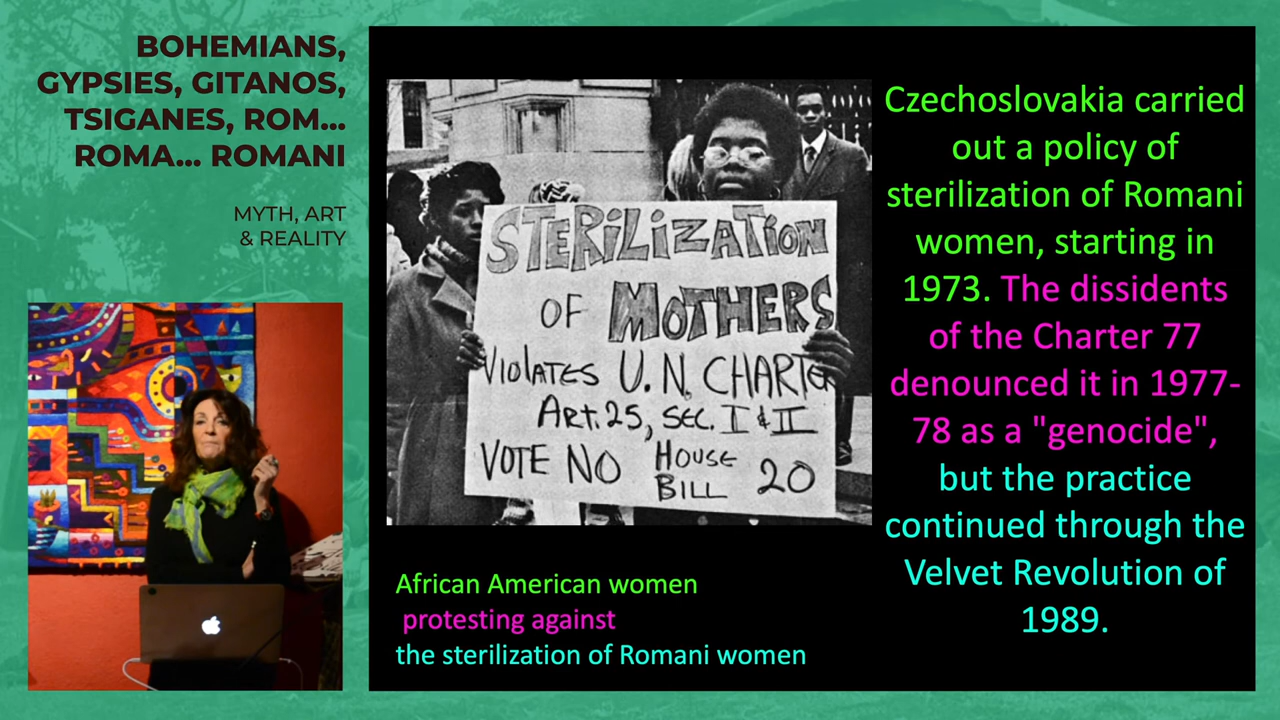 BOHEMIANS,
GYPSIES, GITANOS,
TSIGANES, ROM...
ROMA... ROMANI
MYTH, ART
& REALITY
STERILIZATION
OF MOTHERS
VIOLATES U.N. CHARTER
ART. 25, SEC. I & II
VOTE NO HOUSE
BILL 20
African American women
protesting against
the sterilization of Romani women
Czechoslovakia carried
out a policy of
sterilization of Romani
women, starting in
1973. The dissidents
of the Charter 77
denounced it in 1977-
78 as a "genocide",
but the practice
continued through the
Velvet Revolution of
1989.